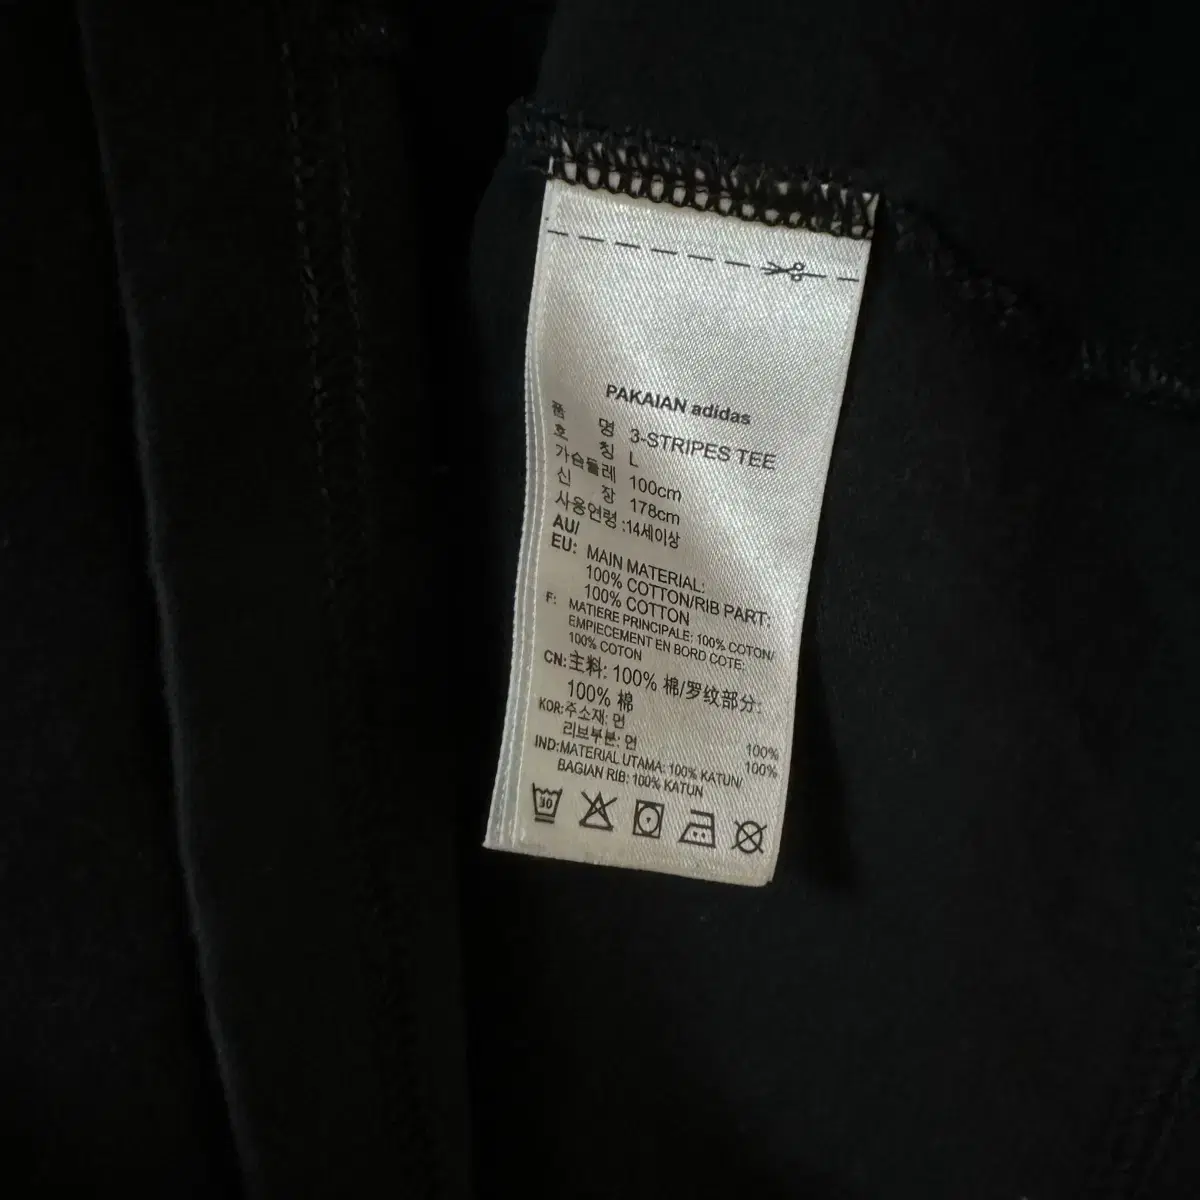 PAKAIAN adidas
품 명 3-STRIPES TEE
호 칭 L
가슴둘레 100cm
신 장 178cm
사용연령 :14세이상
AU/
EU: MAIN MATERIAL:
100% COTTON/RIB PART:
100% COTTON
F: MATIERE PRINCIPALE: 100% COTON/
EMPIECEMENT EN BORD COTE:
100% COTON
CN:主料: 100% 棉/罗纹部分:
100% 棉
KOR:주소재: 면 100%
리브부분: 면 100%
IND:MATERIAL UTAMA: 100% KATUN/
BAGIAN RIB: 100% KATUN
30